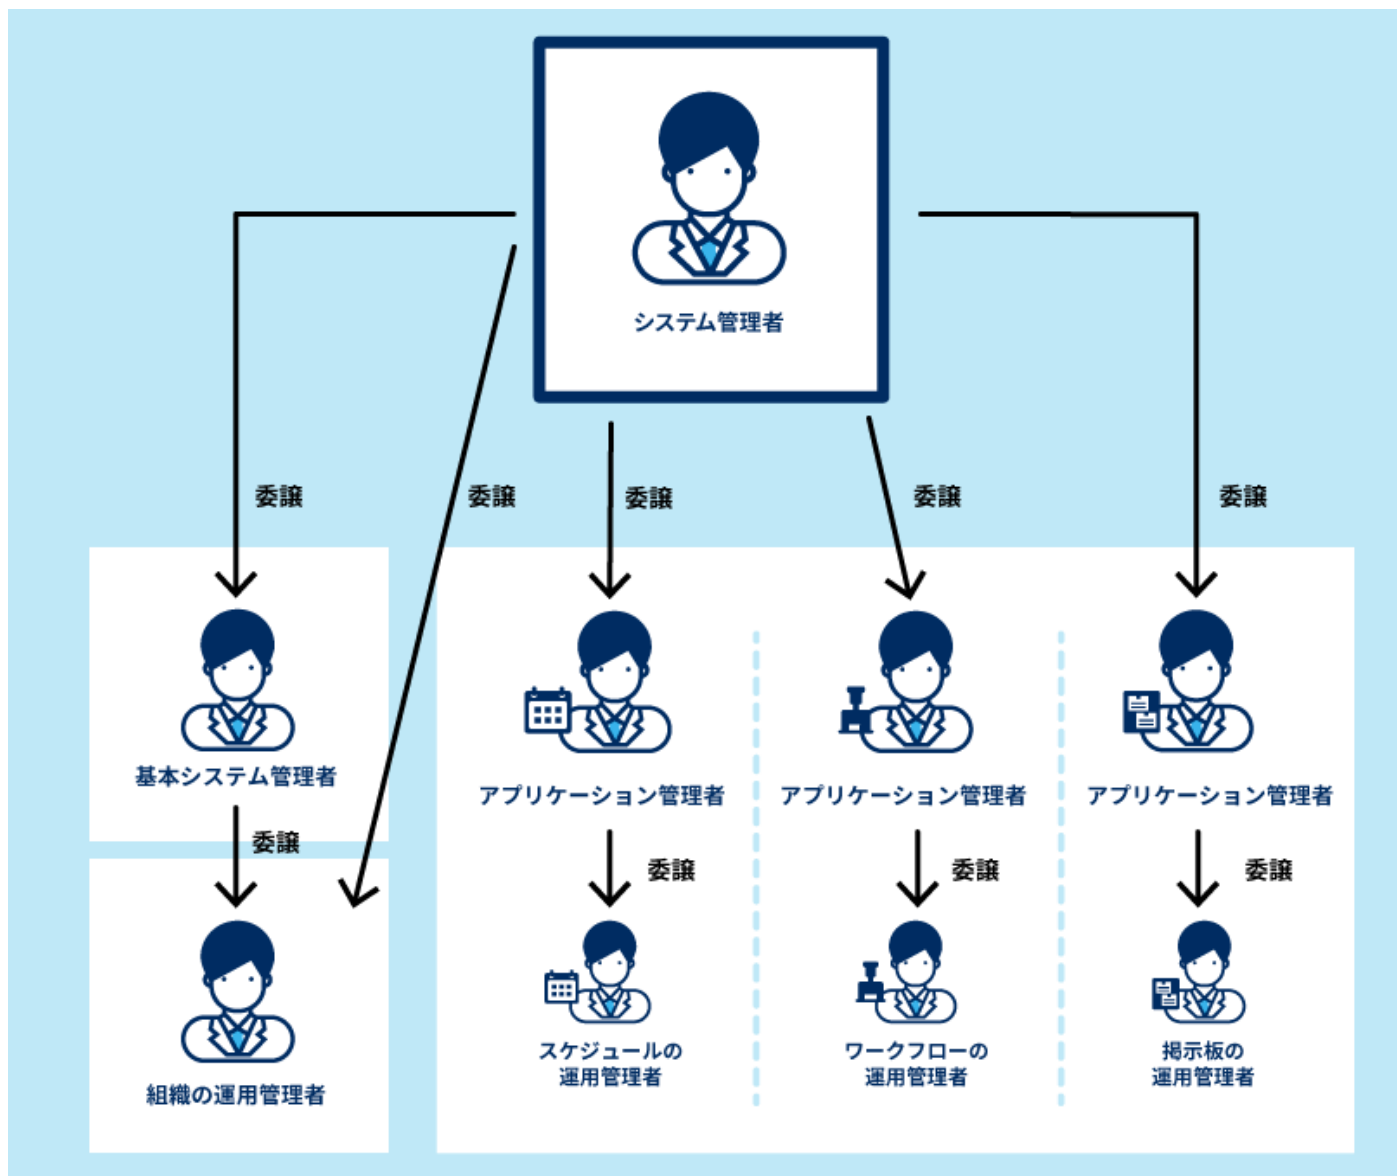 システム管理者
委譲
委譲
委譲
委譲
委譲
基本システム管理者
アプリケーション管理者
アプリケーション管理者
アプリケーション管理者
委譲
委譲
委譲
委譲
組織の運用管理者
スケジュールの
運用管理者
ワークフローの
運用管理者
掲示板の
運用管理者